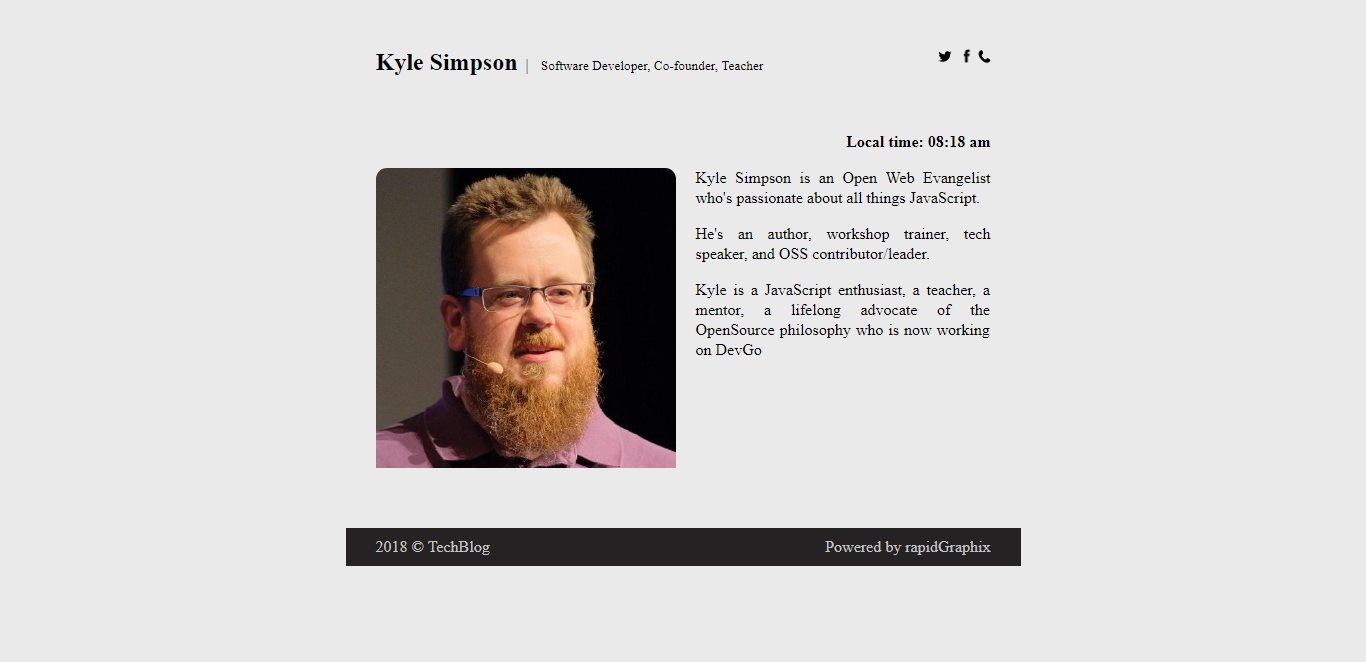 Kyle Simpson | Software Developer, Co-founder, Teacher
Local time: 08:18 am
Kyle Simpson is an Open Web Evangelist
who's passionate about all things JavaScript.
He's an author, workshop trainer, tech
speaker, and OSS contributor/leader.
Kyle is a JavaScript enthusiast, a teacher, a
mentor, a lifelong advocate of the
OpenSource philosophy who is now working
on DevGo
2018 © TechBlog
Powered by rapidGraphix